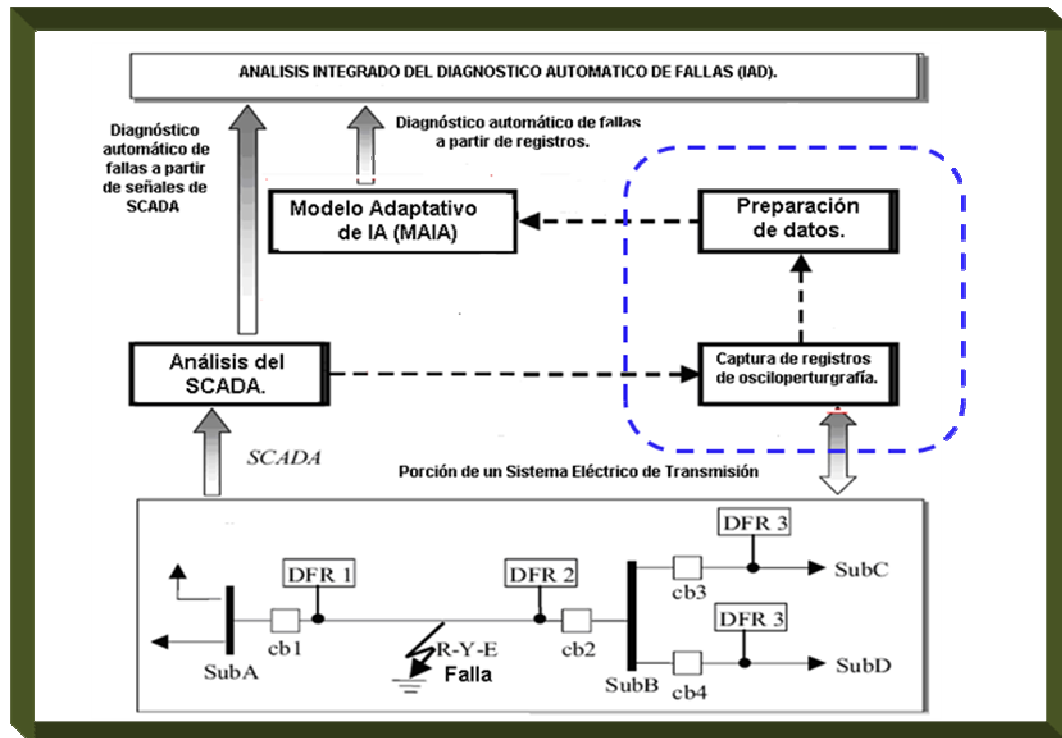 ANALISIS INTEGRADO DEL DIAGNOSTICO AUTOMATICO DE FALLAS (IAD).
Diagnóstico
automático de
fallas a partir
de señales de
SCADA
Diagnóstico automático de fallas
a partir de registros.
Modelo Adaptativo
de IA (MAIA)
Preparación
de datos.
Análisis del
SCADA.
Captura de registros
de osciloperturgrafía.
SCADA
Porción de un Sistema Eléctrico de Transmisión
DFR 1
DFR 2
DFR 3
DFR 3
SubA
cb1
R-Y-E
Falla
cb2
SubB
cb3
cb4
SubC
SubD